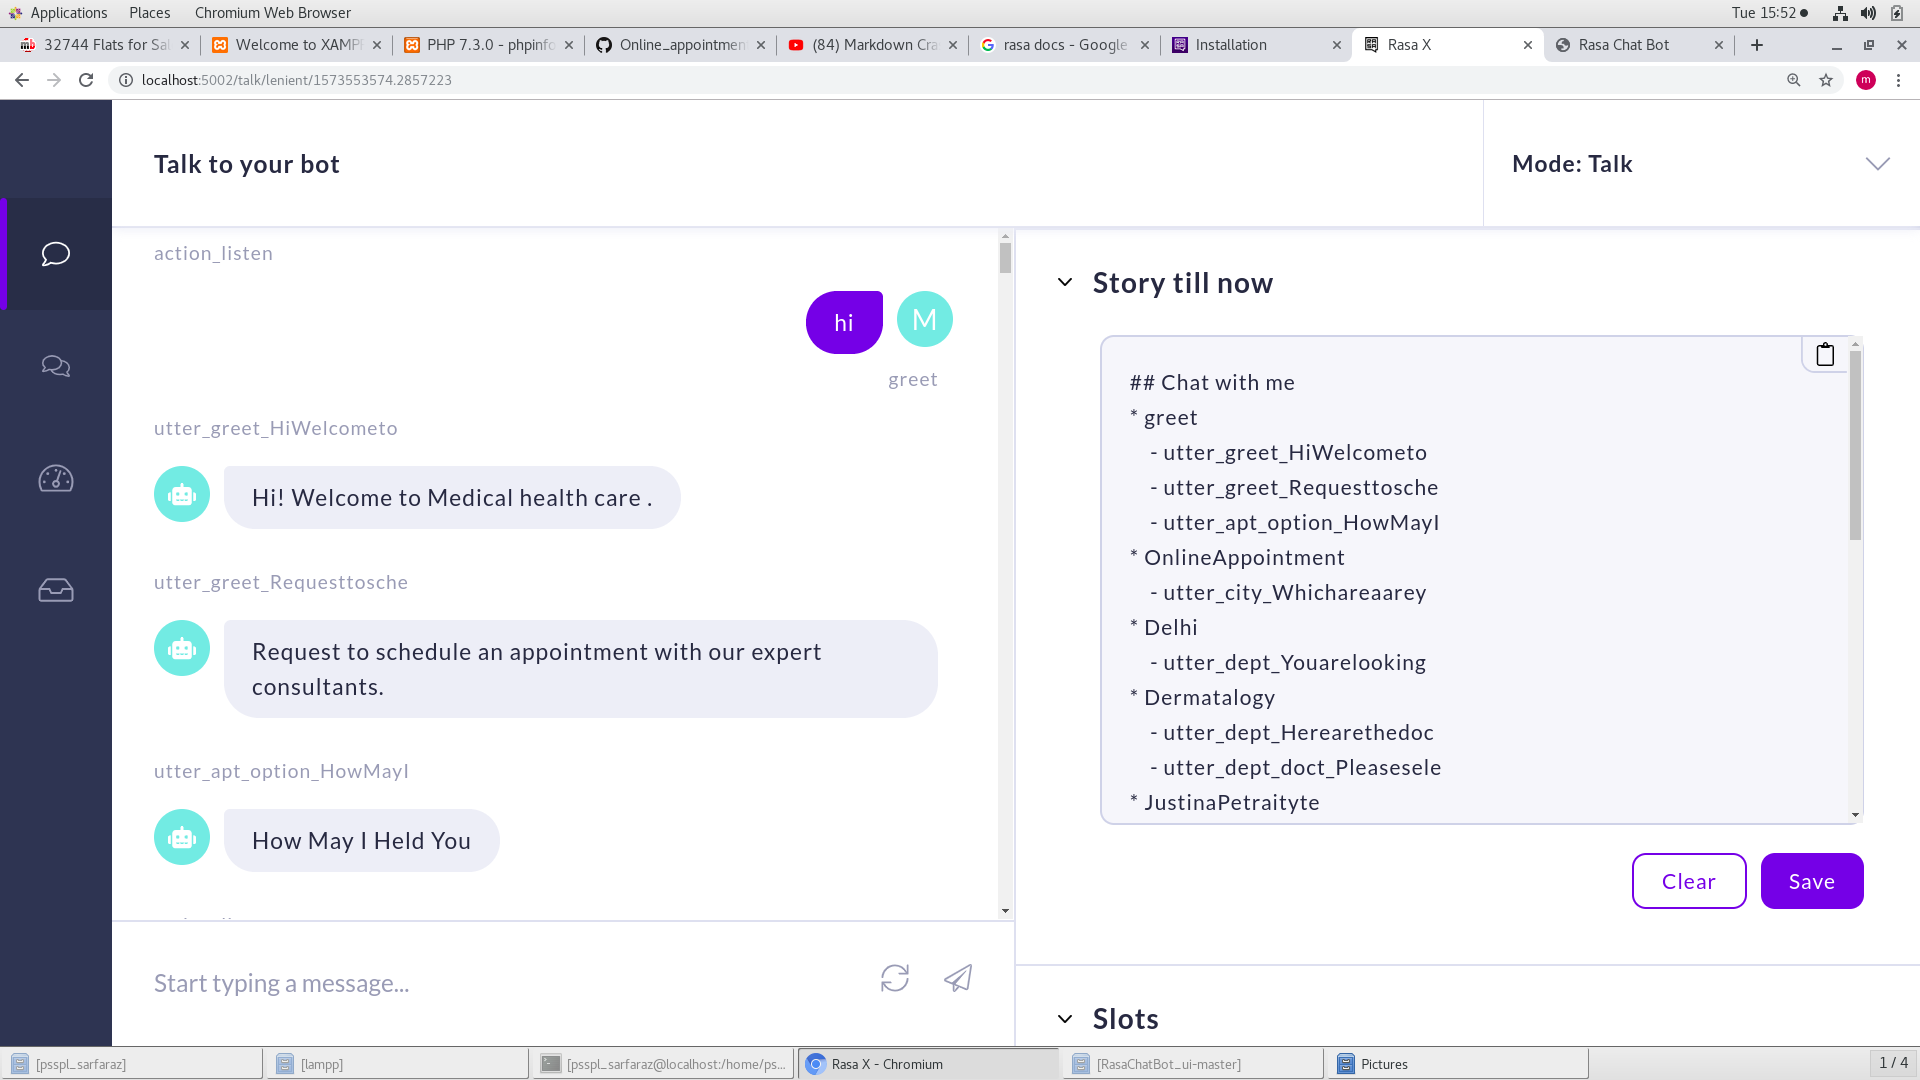 Applications Places Chromium Web Browser Tue 15:52
32744 Flats for Sal
Welcome to XAMPP
PHP 7.3.0 - phpinfo
Online_appointmen
(84) Markdown Cra
rasa docs - Google
Installation
Rasa X
Rasa Chat Bot
localhost:5002/talk/lenient/1573553574.2857223
m
Talk to your bot
Mode: Talk
action_listen
hi
M
greet
utter_greet_HiWelcometo
Hi! Welcome to Medical health care .
utter_greet_Requesttosche
Request to schedule an appointment with our expert
consultants.
utter_apt_option_HowMayI
How May I Held You
Start typing a message...
Story till now
## Chat with me
* greet
- utter_greet_HiWelcometo
- utter_greet_Requesttosche
- utter_apt_option_HowMayI
* OnlineAppointment
- utter_city_Whichareaarey
* Delhi
- utter_dept_Youarelooking
* Dermatalogy
- utter_dept_Herearethedoc
- utter_dept_doct_Pleasesele
* JustinaPetraityte
Clear
Save
Slots
[psspl_sarfaraz]
[lampp]
[psspl_sarfaraz@localhost:/home/ps...
Rasa X - Chromium
[RasaChatBot_ui-master]
Pictures
1 / 4